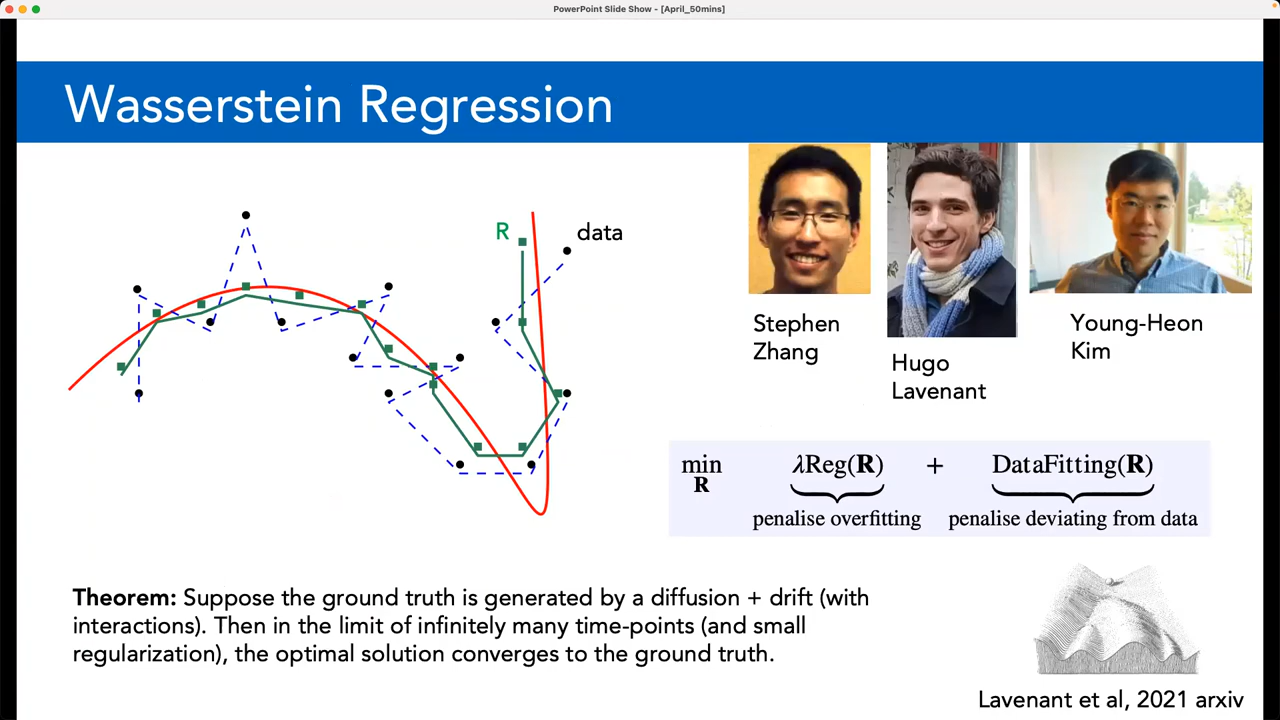 PowerPoint Slide Show - [April_50mins]
Wasserstein Regression
R
data
Stephen
Zhang
Hugo
Lavenant
Young-Heon
Kim
min λReg(R) + DataFitting(R)
R
penalise overfitting penalise deviating from data
Theorem: Suppose the ground truth is generated by a diffusion + drift (with
interactions). Then in the limit of infinitely many time-points (and small
regularization), the optimal solution converges to the ground truth.
Lavenant et al, 2021 arxiv